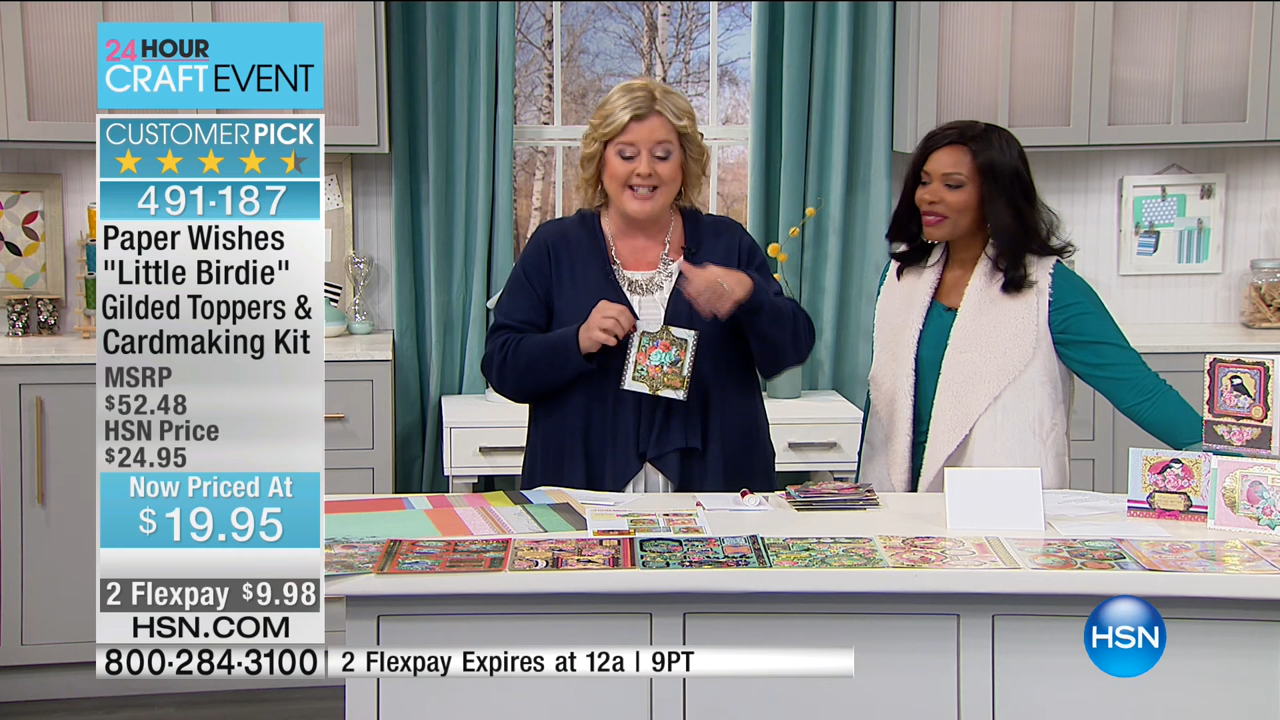 24 HOUR
CRAFT EVENT
CUSTOMER PICK
491·187
Paper Wishes
"Little Birdie"
Gilded Toppers &
Cardmaking Kit
MSRP
$52.48
HSN Price
$24.95
Now Priced At
$19.95
2 Flexpay $9.98
HSN.COM
800·284·3100
2 Flexpay Expires at 12a | 9PT
HSN